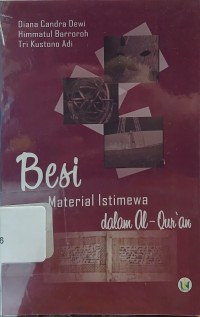 Diana Candra Dewi
Himmatul Barroroh
Tri Kustono Adi
Besi
Material Istimewa
dalam Al-Qur'an